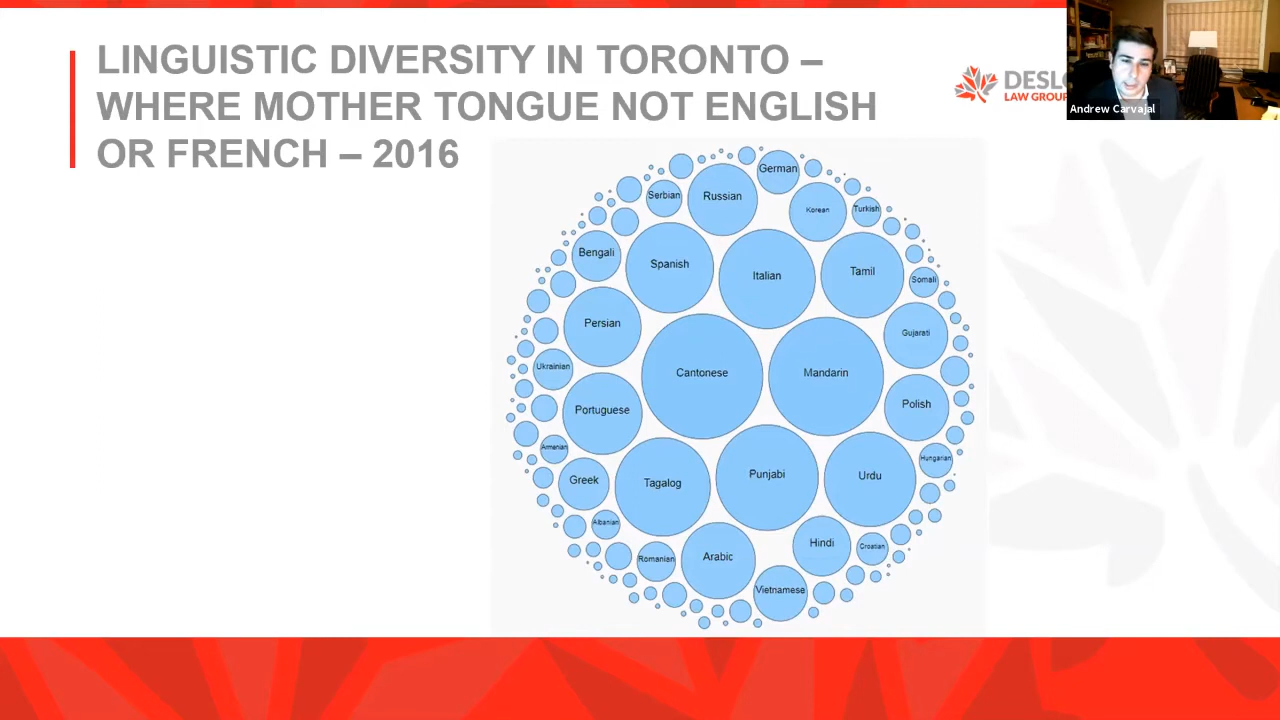 LINGUISTIC DIVERSITY IN TORONTO –
WHERE MOTHER TONGUE NOT ENGLISH
OR FRENCH – 2016
LAW GROUP
Andrew Carvajal
German
Serbian
Russian
Korean
Turkish
Bengali
Spanish
Italian
Tamil
Somali
Persian
Gujarati
Ukrainian
Cantonese
Mandarin
Portuguese
Polish
Armenian
Hungarian
Greek
Tagalog
Punjabi
Urdu
Albanian
Romanian
Arabic
Hindi
Croatian
Vietnamese